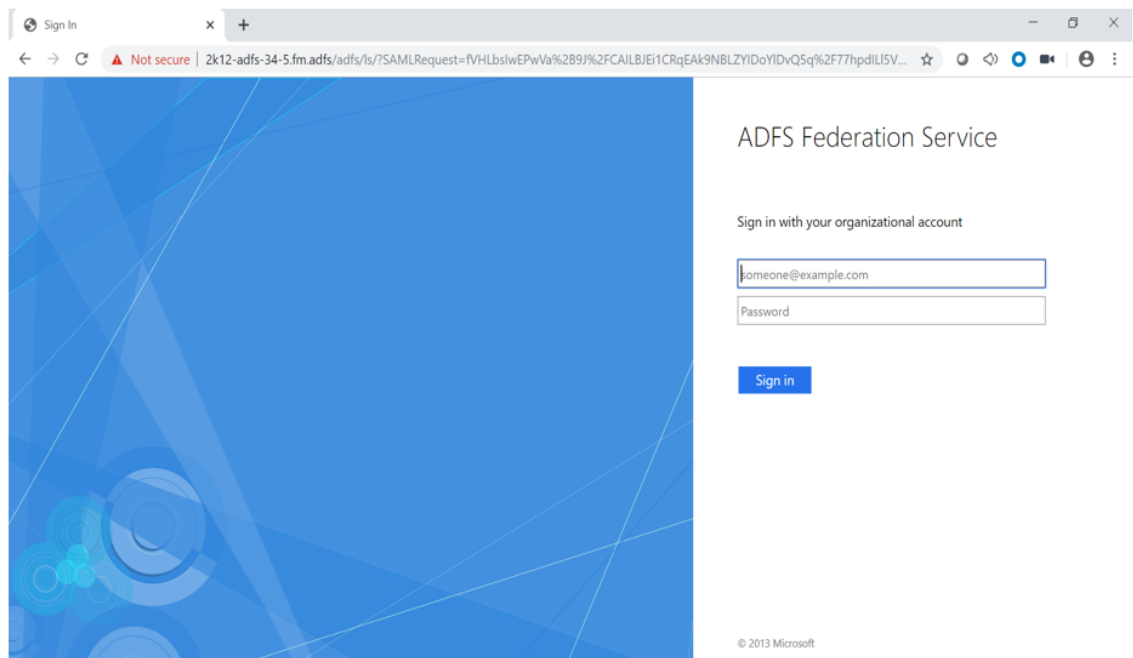 Sign In
Not secure | 2k12-adfs-34-5.fm.adfs/adfs/ls/?SAMLRequest=fVHLbsIwEPwVa%2B9J%2FCAILBJEi1CRqEAk9NBLZYIDoYIDvQ5q%2F77hpdILl5V...
ADFS Federation Service
Sign in with your organizational account
someone@example.com
Password
Sign in
© 2013 Microsoft